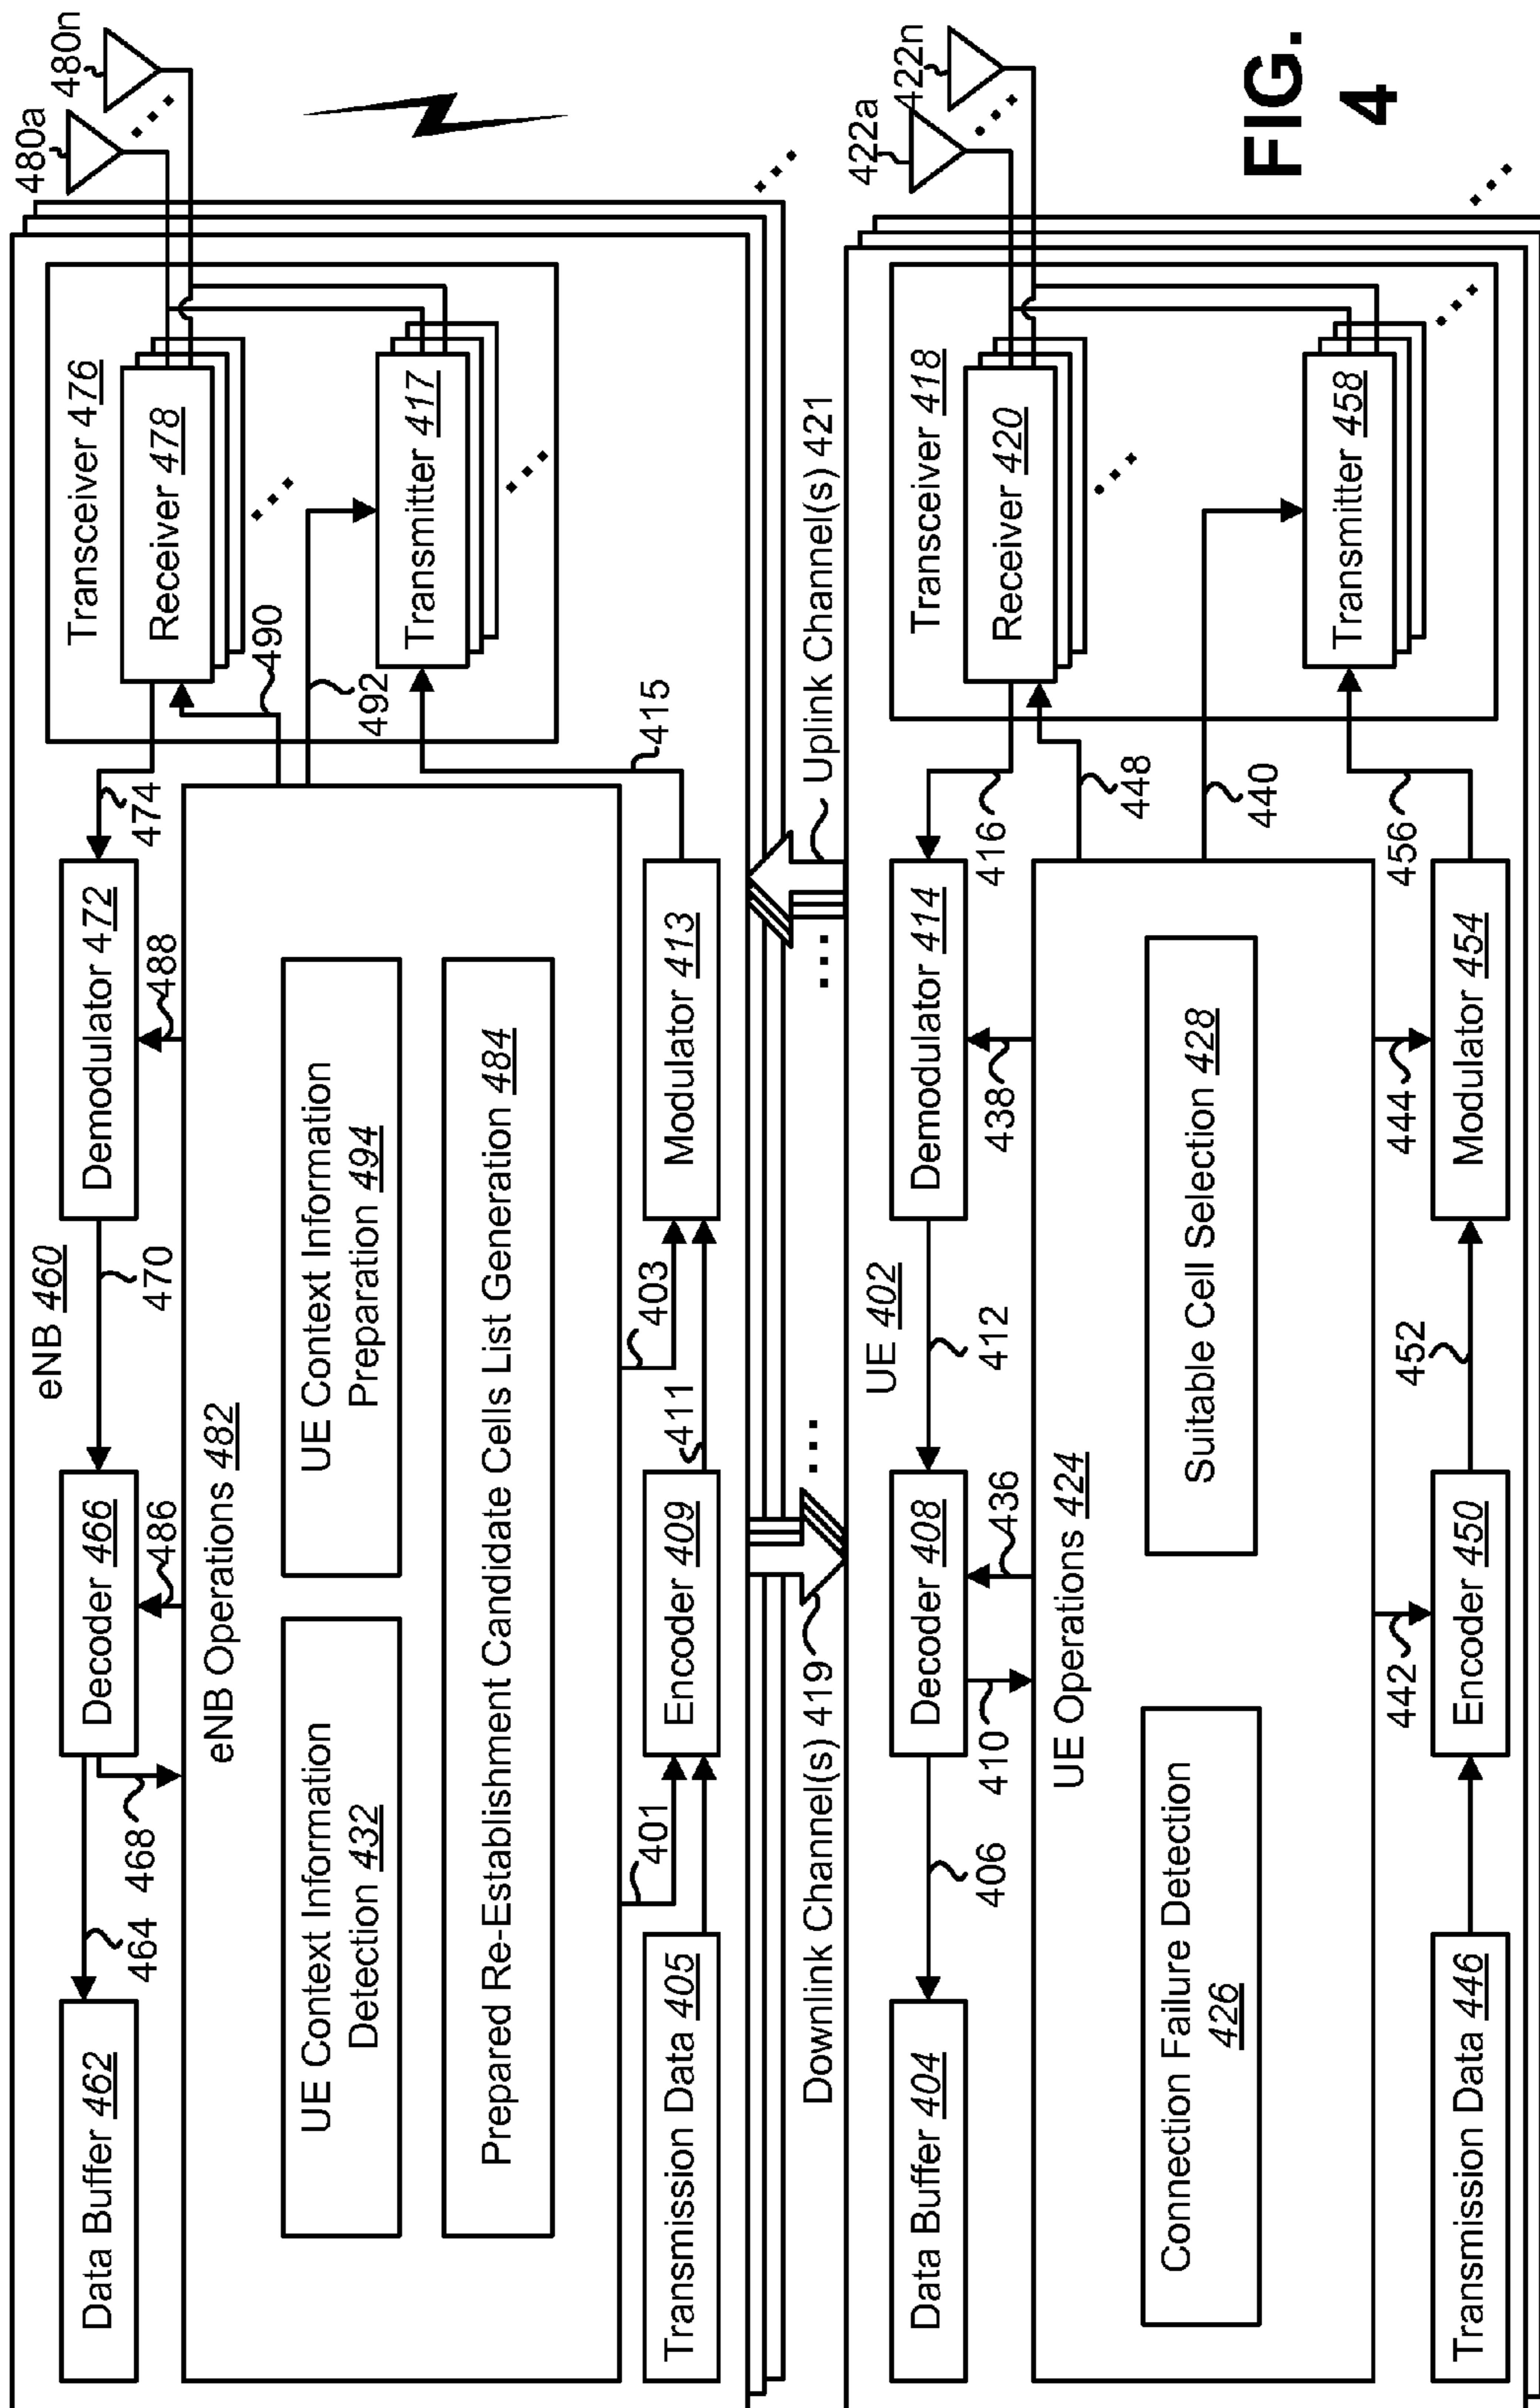 480a
480n
eNB 460
Data Buffer 462
464
468
Decoder 466
486
470
Demodulator 472
488
474
Transceiver 476
Receiver 478
490
492
Transmitter 417
eNB Operations 482
UE Context Information
Detection 432
UE Context Information
Preparation 494
Prepared Re-Establishment Candidate Cells List Generation 484
Transmission Data 405
401
Encoder 409
411
403
Modulator 413
415
Downlink Channel(s) 419
...
...
Uplink Channel(s) 421
422a
422n
UE 402
Data Buffer 404
406
Decoder 408
410
436
412
Demodulator 414
438
416
448
Transceiver 418
Receiver 420
440
Transmitter 458
UE Operations 424
Connection Failure Detection
426
Suitable Cell Selection 428
Transmission Data 446
442
Encoder 450
452
444
Modulator 454
456
FIG.
4